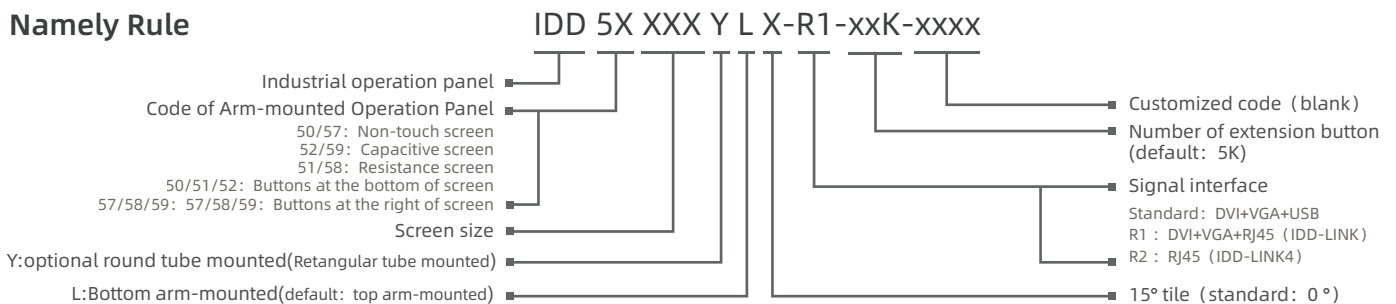 Namely Rule
IDD 5X XXX Y L X-R1-xxK-xxxx
Industrial operation panel
Code of Arm-mounted Operation Panel
50/57: Non-touch screen
52/59: Capacitive screen
51/58: Resistance screen
50/51/52: Buttons at the bottom of screen
57/58/59: 57/58/59: Buttons at the right of screen
Screen size
Y:optional round tube mounted(Retangular tube mounted)
L:Bottom arm-mounted(default: top arm-mounted)
Customized code (blank)
Number of extension button
(default: 5K)
Signal interface
Standard: DVI+VGA+USB
R1 : DVI+VGA+RJ45 (IDD-LINK)
R2 : RJ45 (IDD-LINK4)
15° tile (standard: 0°)